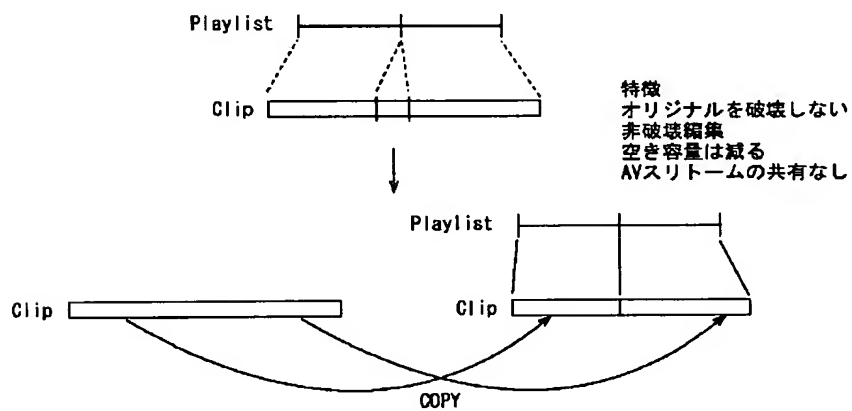 Playlist
Clip
特徴
オリジナルを破壊しない
非破壊編集
空き容量は減る
AVスリトームの共有なし
Playlist
Clip
Clip
COPY